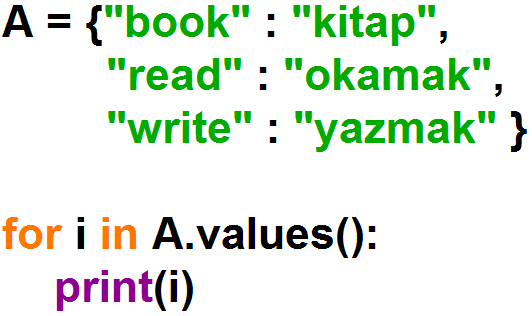 A = {"book" : "kitap",
"read" : "okamak",
"write" : "yazmak" }
for i in A.values():
print(i)